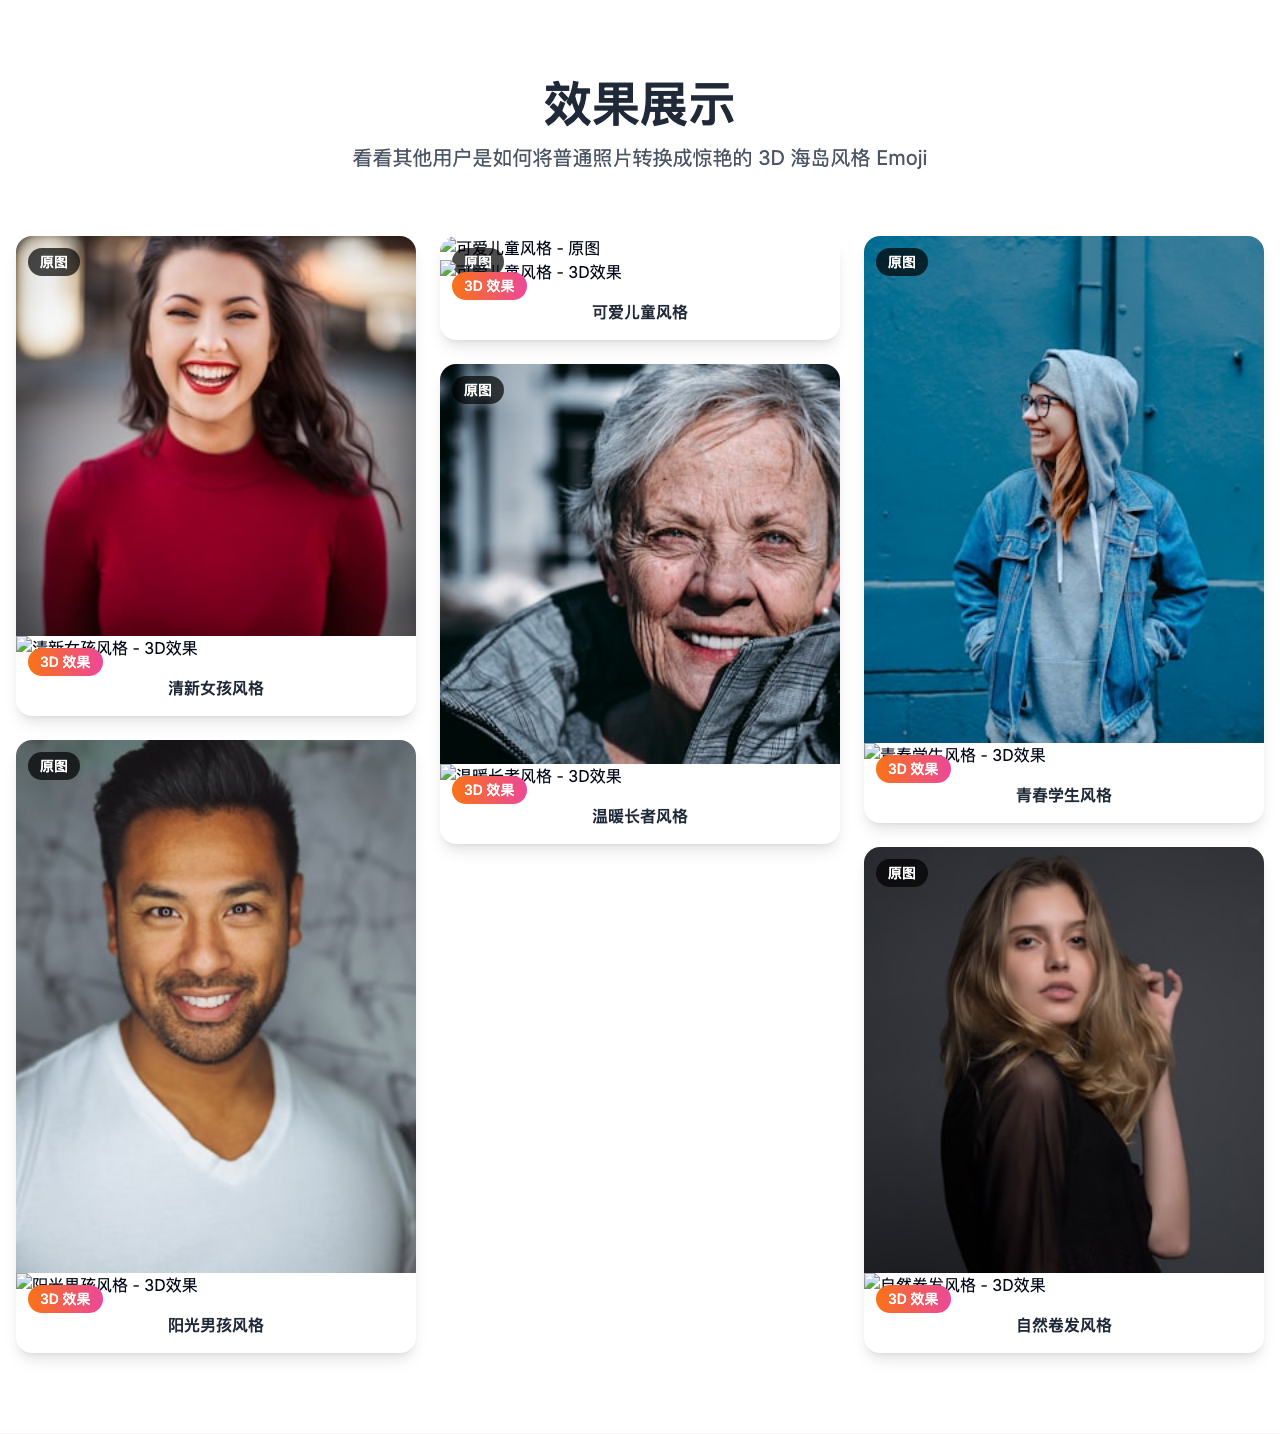 效果展示
看看其他用户是如何将普通照片转换成惊艳的 3D 海岛风格 Emoji
原图
清新女孩风格 - 3D效果
3D 效果
清新女孩风格
原图
阳光男孩风格 - 3D效果
3D 效果
阳光男孩风格
可爱儿童风格 - 原图
原图
可爱儿童风格 - 3D效果
3D 效果
可爱儿童风格
原图
温暖长者风格 - 3D效果
3D 效果
温暖长者风格
原图
青春学生风格 - 3D效果
3D 效果
青春学生风格
原图
自然卷发风格 - 3D效果
3D 效果
自然卷发风格